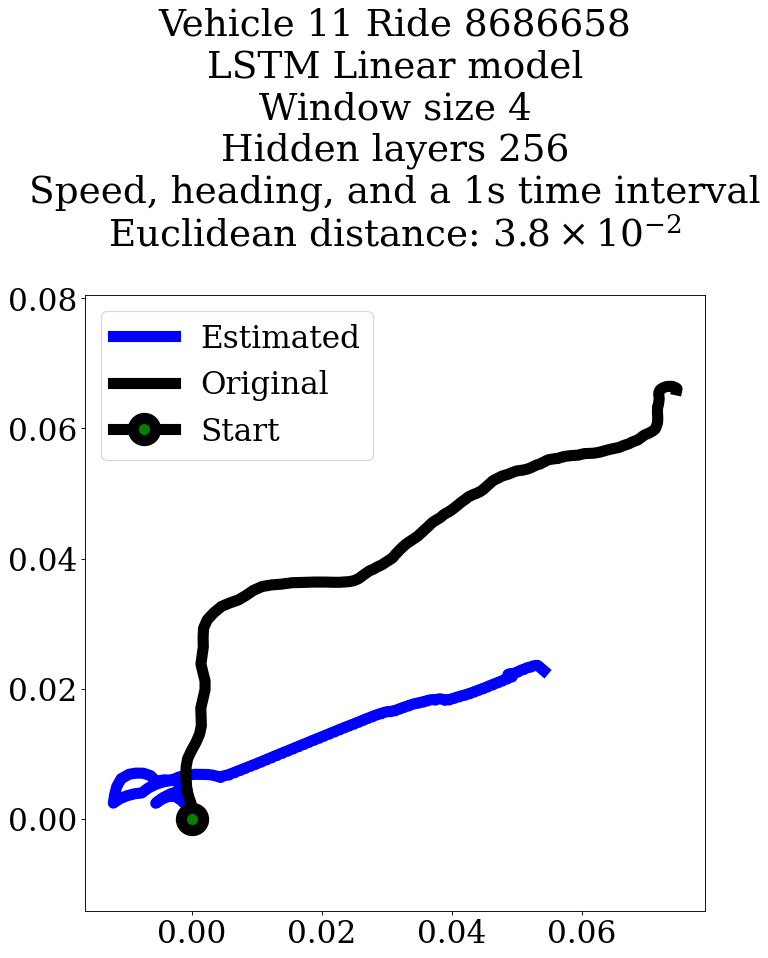 Vehicle 11 Ride 8686658
LSTM Linear model
Window size 4
Hidden layers 256
Speed, heading, and a 1s time interval
Euclidean distance: 3.8 × 10⁻²
0.08
Estimated
Original
Start
0.06
0.04
0.02
0.00
0.00 0.02 0.04 0.06